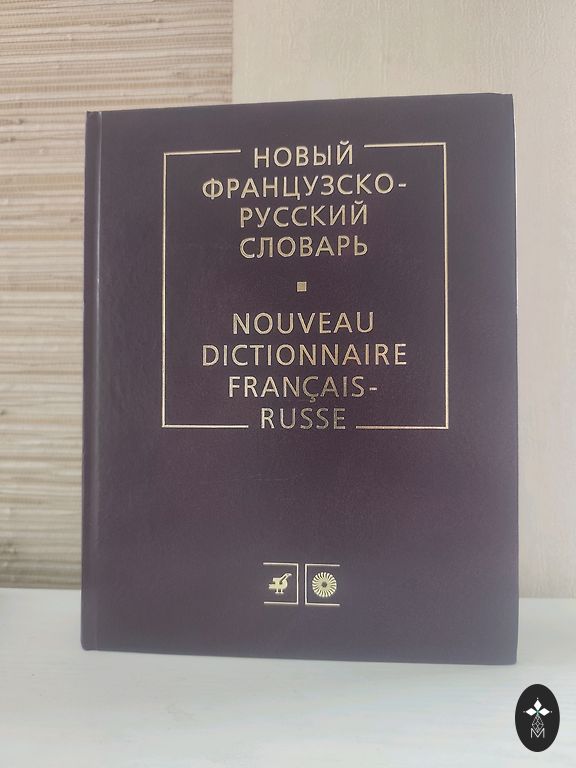 НОВЫЙ
ФРАНЦУЗСКО-
РУССКИЙ
СЛОВАРЬ
NOUVEAU
DICTIONNAIRE
FRANÇAIS-
RUSSE
M